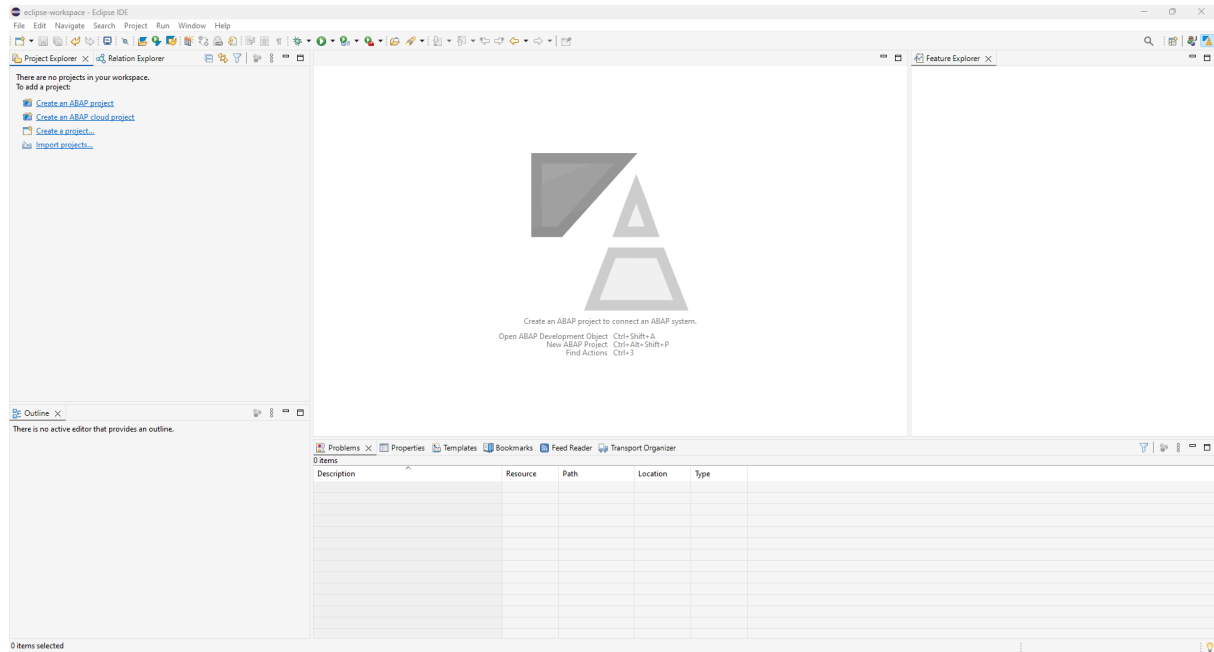 eclipse-workspace - Eclipse IDE
File Edit Navigate Search Project Run Window Help
Project Explorer Relation Explorer
Feature Explorer
There are no projects in your workspace.
To add a project:
Create an ABAP project
Create an ABAP cloud project
Create a project...
Import projects...
Create an ABAP project to connect an ABAP system.
Open ABAP Development Object Ctrl+Shift+A
New ABAP Project Ctrl+Alt+Shift+P
Find Actions Ctrl+3
Outline
There is no active editor that provides an outline.
Problems Properties Templates Bookmarks Feed Reader Transport Organizer
0 items
Description Resource Path Location Type
0 items selected